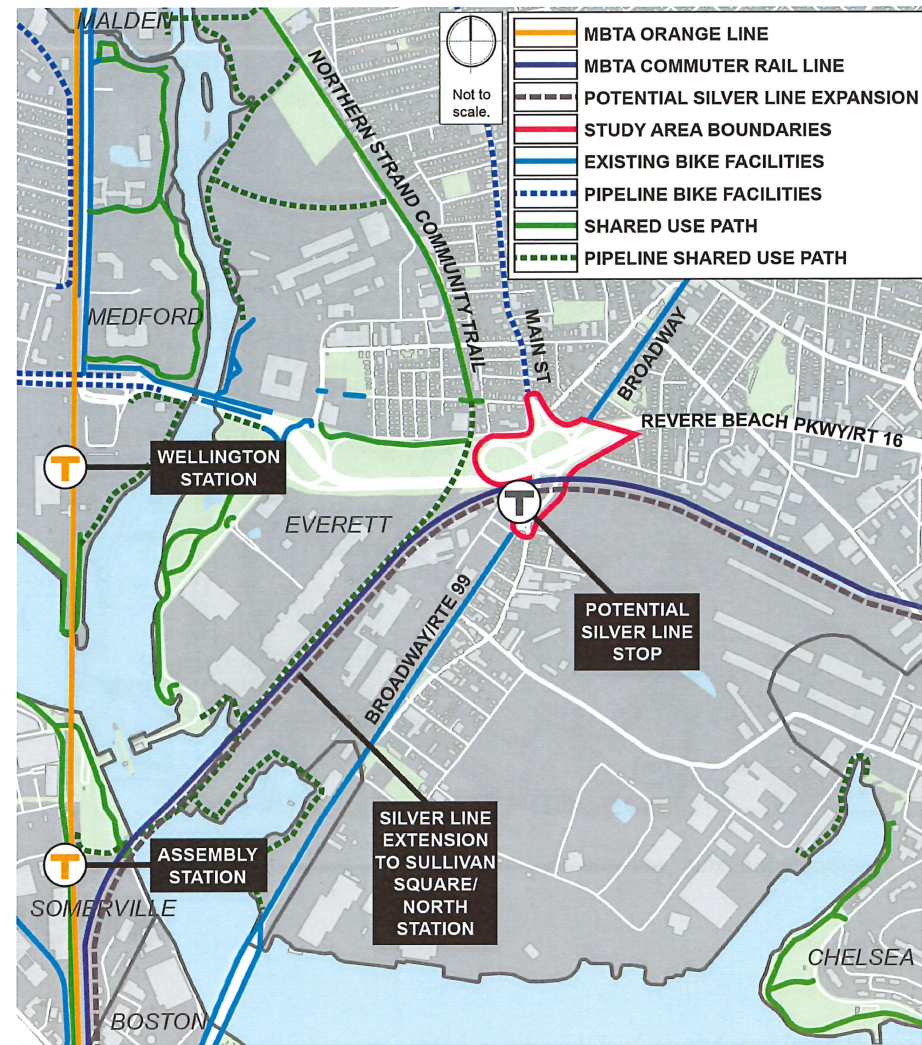 MALDEN
Not to
scale.
MBTA ORANGE LINE
MBTA COMMUTER RAIL LINE
POTENTIAL SILVER LINE EXPANSION
STUDY AREA BOUNDARIES
EXISTING BIKE FACILITIES
PIPELINE BIKE FACILITIES
SHARED USE PATH
PIPELINE SHARED USE PATH
NORTHERN STRAND COMMUNITY TRAIL
MEDFORD
MAIN ST
BROADWAY
REVERE BEACH PKWY/RT 16
T
WELLINGTON
STATION
T
EVERETT
POTENTIAL
SILVER LINE
STOP
BROADWAY/RTE 99
SILVER LINE
EXTENSION
TO SULLIVAN
SQUARE/
NORTH
STATION
T
ASSEMBLY
STATION
SOMERVILLE
CHELSEA
BOSTON